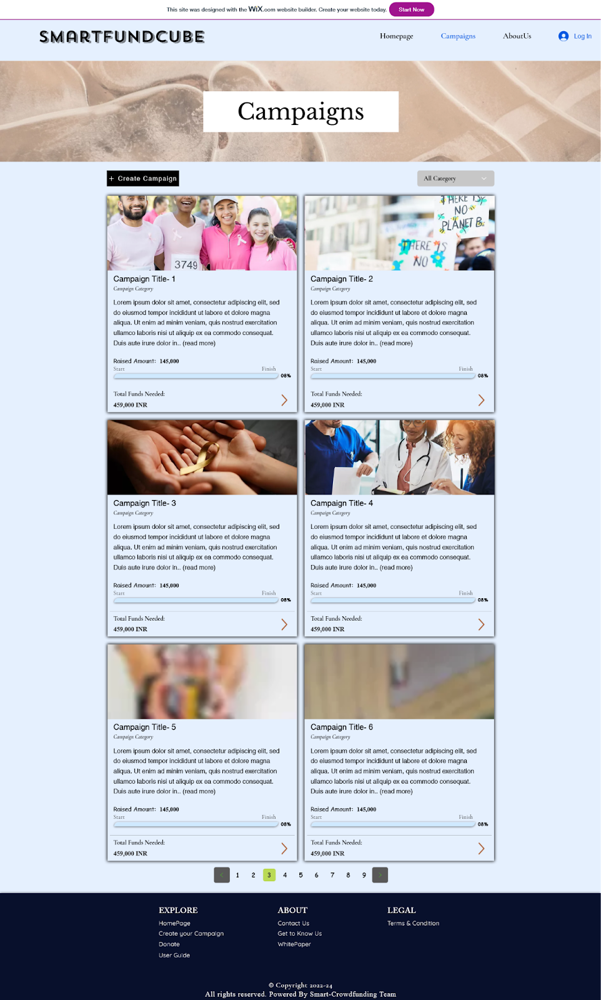 This site was designed with the WiX.com website builder. Create your website today. Start Now
SMARTFUNDCUBE
Homepage Campaigns AboutUs Log In
Campaigns
+ Create Campaign
All Category
3749
THERE IS
NO
PLANET B.
THERE IS
NO
Campaign Title- 1
Campaign Category
Lorem ipsum dolor sit amet, consectetur adipiscing elit, sed
do eiusmod tempor incididunt ut labore et dolore magna
aliqua. Ut enim ad minim veniam, quis nostrud exercitation
ullamco laboris nisi ut aliquip ex ea commodo consequat.
Duis aute irure dolor in.. (read more)
Raised Amount: 145,000
Start Finish
08%
Total Funds Needed:
459,000 INR
Campaign Title- 2
Campaign Category
Lorem ipsum dolor sit amet, consectetur adipiscing elit, sed
do eiusmod tempor incididunt ut labore et dolore magna
aliqua. Ut enim ad minim veniam, quis nostrud exercitation
ullamco laboris nisi ut aliquip ex ea commodo consequat.
Duis aute irure dolor in.. (read more)
Raised Amount: 145,000
Start Finish
08%
Total Funds Needed:
459,000 INR
Campaign Title- 3
Campaign Category
Lorem ipsum dolor sit amet, consectetur adipiscing elit, sed
do eiusmod tempor incididunt ut labore et dolore magna
aliqua. Ut enim ad minim veniam, quis nostrud exercitation
ullamco laboris nisi ut aliquip ex ea commodo consequat.
Duis aute irure dolor in.. (read more)
Raised Amount: 145,000
Start Finish
08%
Total Funds Needed:
459,000 INR
Campaign Title- 4
Campaign Category
Lorem ipsum dolor sit amet, consectetur adipiscing elit, sed
do eiusmod tempor incididunt ut labore et dolore magna
aliqua. Ut enim ad minim veniam, quis nostrud exercitation
ullamco laboris nisi ut aliquip ex ea commodo consequat.
Duis aute irure dolor in.. (read more)
Raised Amount: 145,000
Start Finish
08%
Total Funds Needed:
459,000 INR
Campaign Title- 5
Campaign Category
Lorem ipsum dolor sit amet, consectetur adipiscing elit, sed
do eiusmod tempor incididunt ut labore et dolore magna
aliqua. Ut enim ad minim veniam, quis nostrud exercitation
ullamco laboris nisi ut aliquip ex ea commodo consequat.
Duis aute irure dolor in.. (read more)
Raised Amount: 145,000
Start Finish
08%
Total Funds Needed:
459,000 INR
Campaign Title- 6
Campaign Category
Lorem ipsum dolor sit amet, consectetur adipiscing elit, sed
do eiusmod tempor incididunt ut labore et dolore magna
aliqua. Ut enim ad minim veniam, quis nostrud exercitation
ullamco laboris nisi ut aliquip ex ea commodo consequat.
Duis aute irure dolor in.. (read more)
Raised Amount: 145,000
Start Finish
08%
Total Funds Needed:
459,000 INR
< 1 2 3 4 5 6 7 8 9 >
EXPLORE
HomePage
Create your Campaign
Donate
User Guide
ABOUT
Contact Us
Get to Know Us
WhitePaper
LEGAL
Terms & Condition
© Copyright 2022-24
All rights reserved. Powered By Smart-Crowdfunding Team